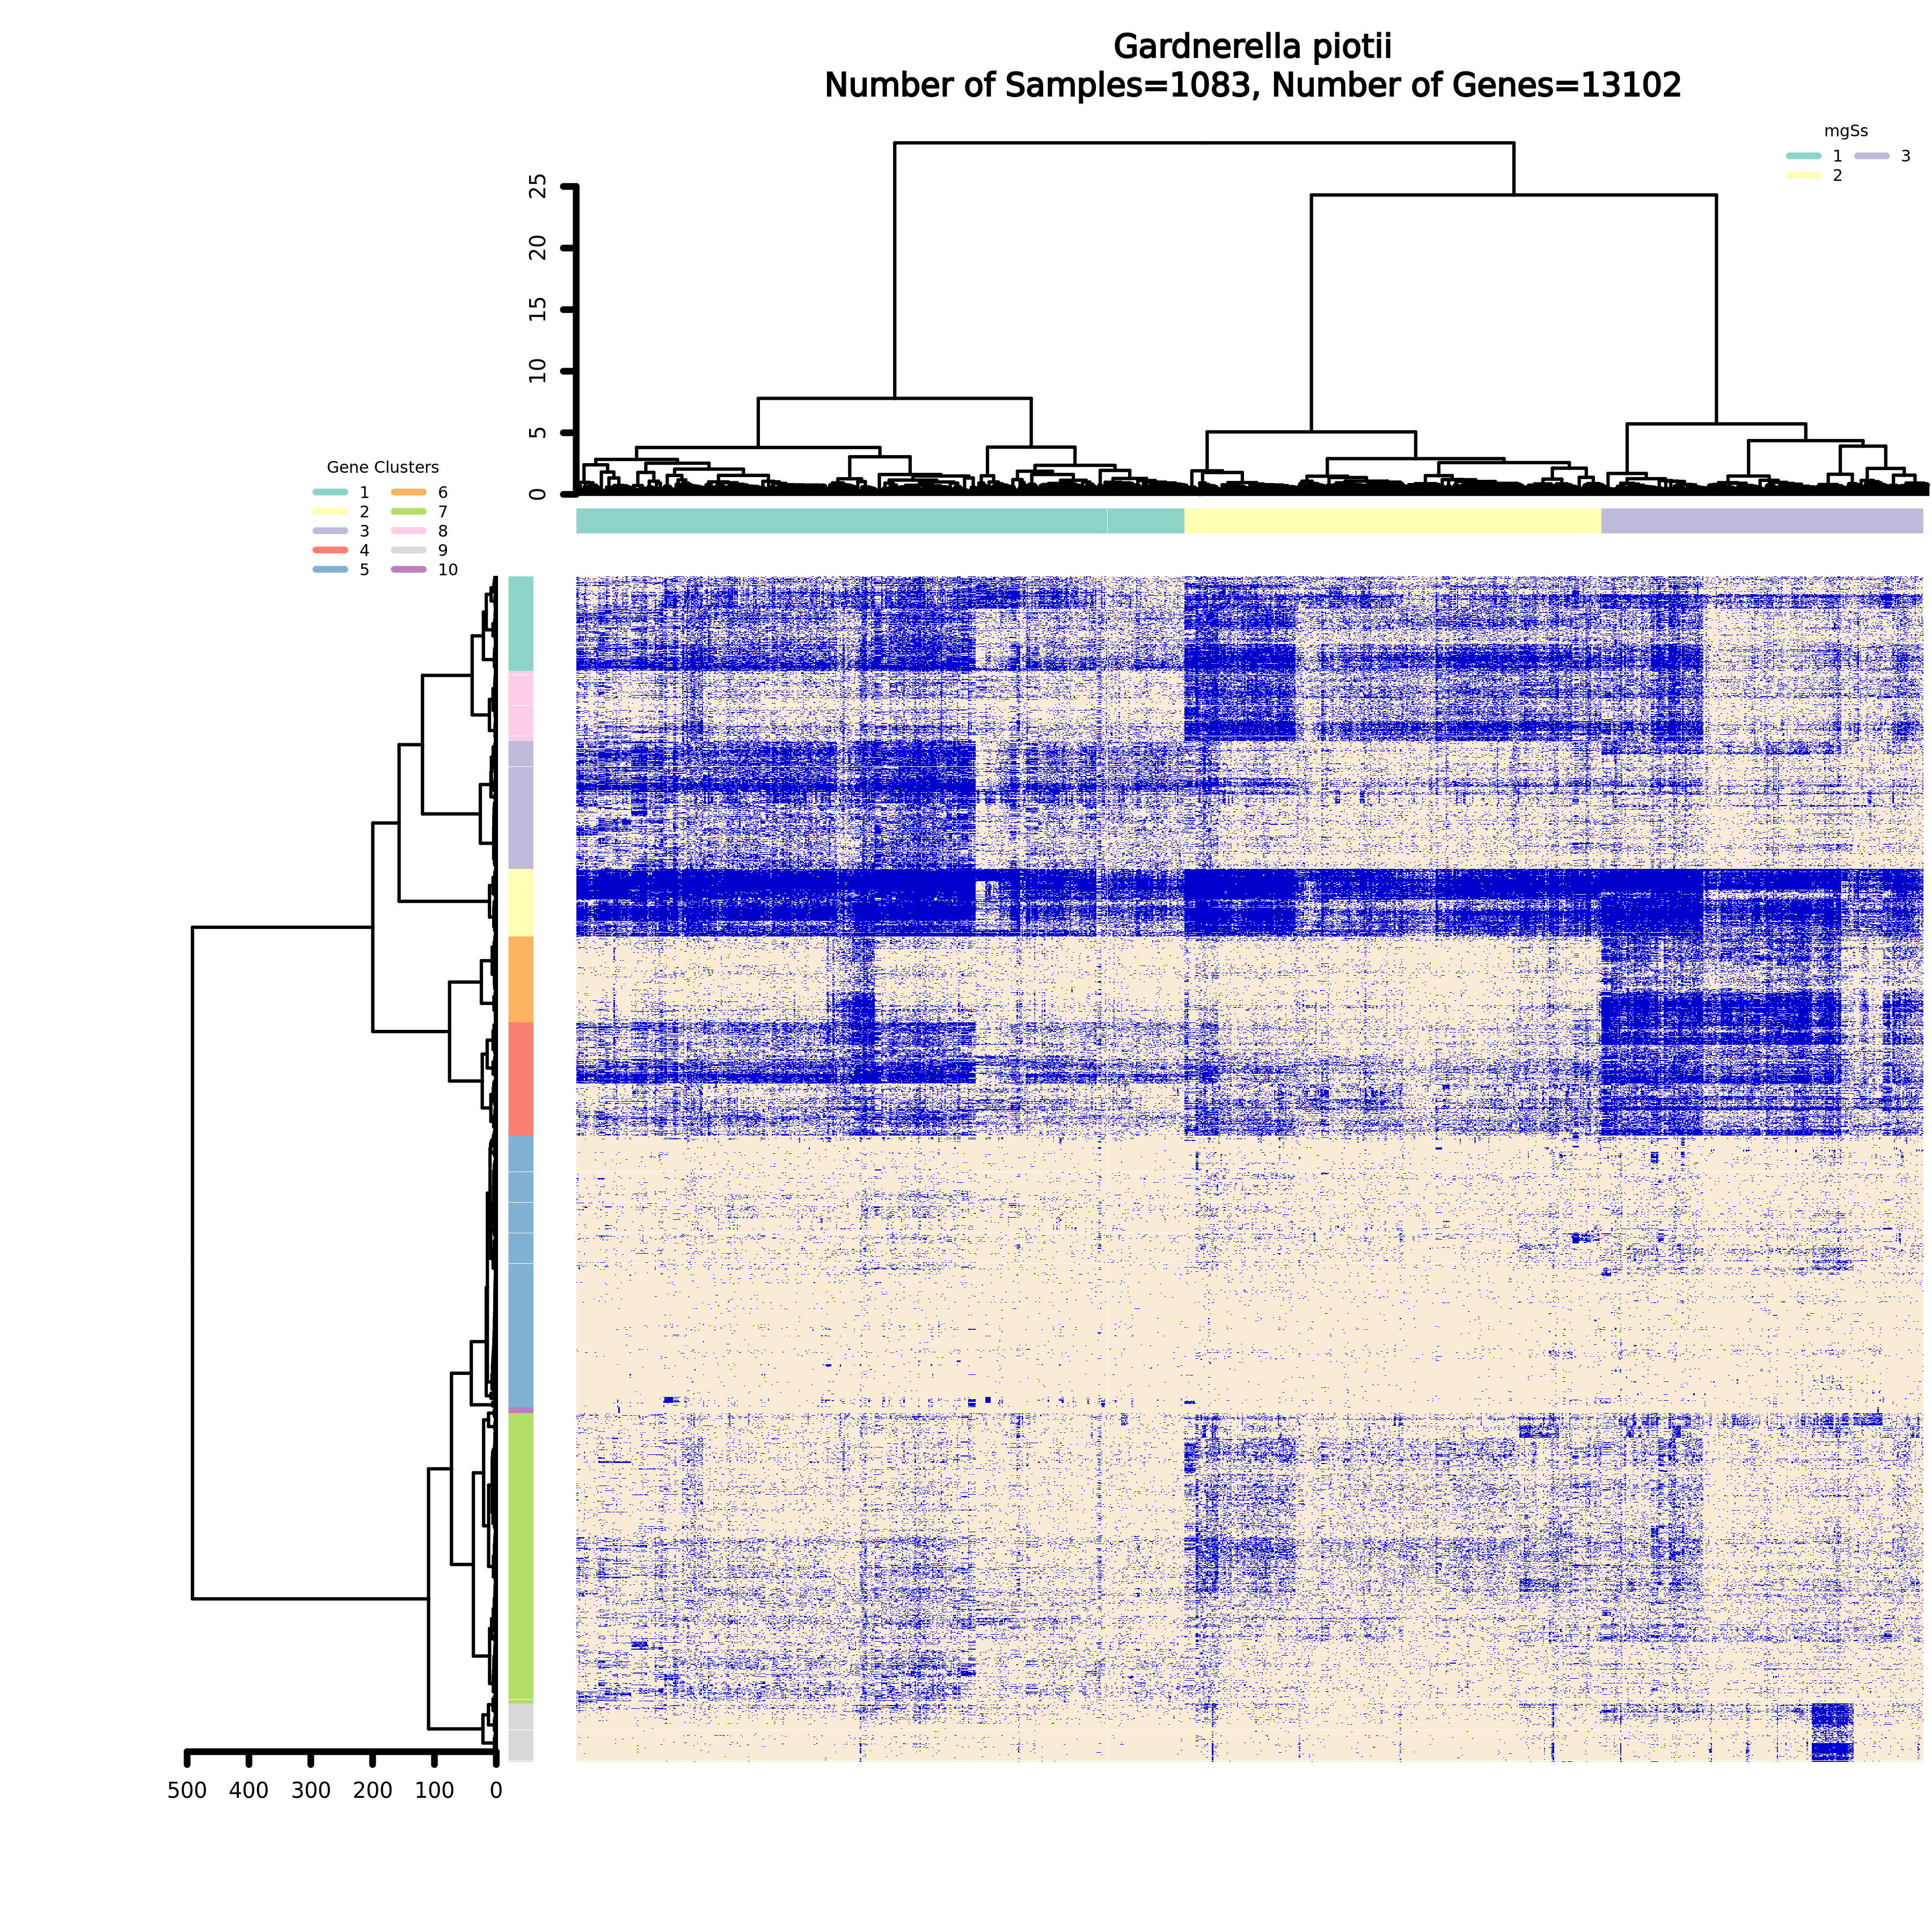 Gardnerella piotii
Number of Samples=1083, Number of Genes=13102
mgSs
1 3
2
25
20
15
10
5
0
Gene Clusters
1 6
2 7
3 8
4 9
5 10
500 400 300 200 100 0